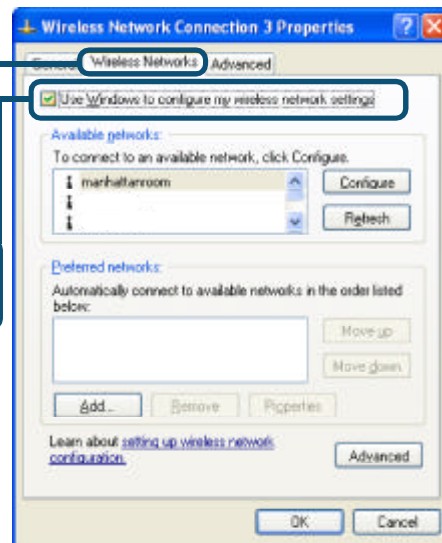 Wireless Network Connection 3 Properties
General Wireless Networks Advanced
Use Windows to configure my wireless network settings
Available networks:
To connect to an available network, click Configure.
manhattanroom
Configure
Refresh
Preferred networks:
Automatically connect to available networks in the order listed
below:
Move up
Move down
Add... Remove Properties
Learn about setting up wireless network
configuration.
Advanced
OK Cancel